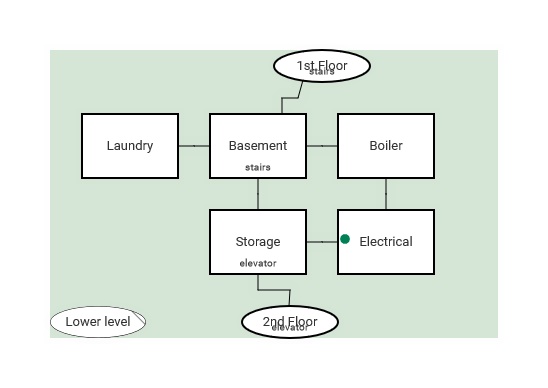 1st Floor
stairs
Laundry
Basement
Boiler
stairs
Storage
Electrical
elevator
Lower level
2nd Floor
elevator